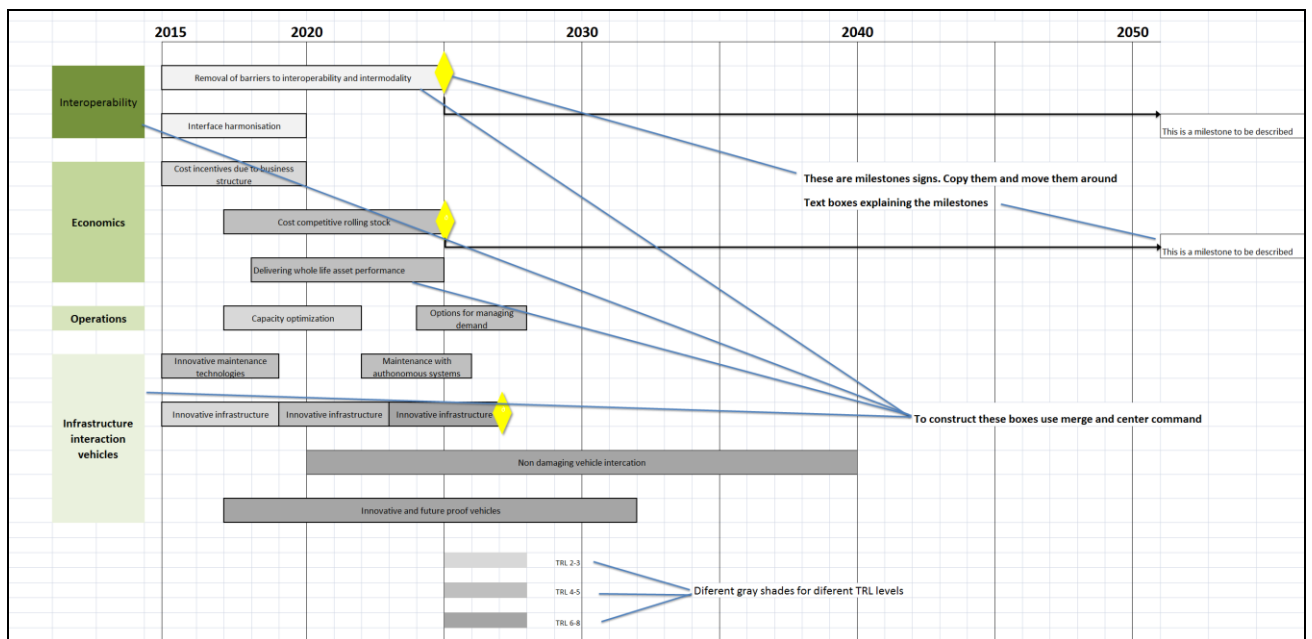 2015 2020 2030 2040 2050
Removal of barriers to interoperability and intermodality
Interoperability
Interface harmonisation
This is a milestone to be described
Cost incentives due to business
structure
These are milestones signs. Copy them and move them around
Text boxes explaining the milestones
Economics
Cost competitive rolling stock
This is a milestone to be described
Delivering whole life asset performance
Operations
Capacity optimization
Options for managing
demand
Innovative maintenance
technologies
Maintenance with
authonomous systems
Innovative infrastructure Innovative infrastructure Innovative infrastructure
To construct these boxes use merge and center command
Infrastructure
interaction
vehicles
Non damaging vehicle intercation
Innovative and future proof vehicles
TRL 2-3
TRL 4-5
Diferent gray shades for diferent TRL levels
TRL 6-8